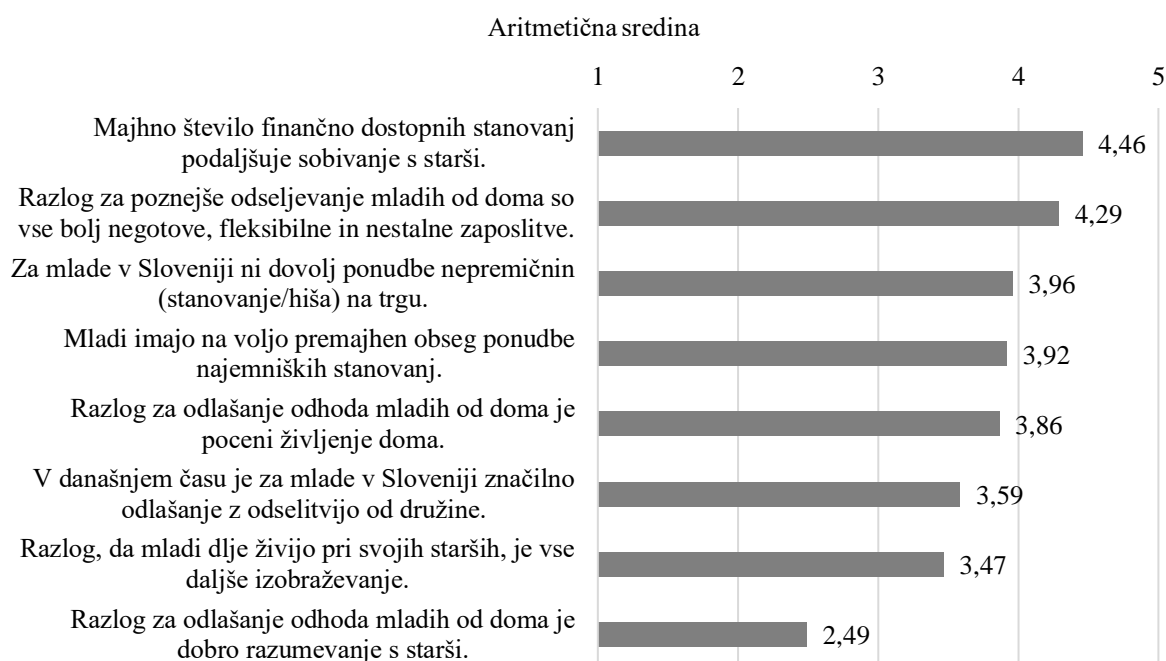 Aritmetična sredina
1 2 3 4 5
Majhno število finančno dostopnih stanovanj
podaljšuje sobivanje s starši.
4,46
Razlog za poznejše odseljevanje mladih od doma so
vse bolj negotove, fleksibilne in nestalne zaposlitve.
4,29
Za mlade v Sloveniji ni dovolj ponudbe nepremičnin
(stanovanje/hiša) na trgu.
3,96
Mladi imajo na voljo premajhen obseg ponudbe
najemniških stanovanj.
3,92
Razlog za odlašanje odhoda mladih od doma je
poceni življenje doma.
3,86
V današnjem času je za mlade v Sloveniji značilno
odlašanje z odselitvijo od družine.
3,59
Razlog, da mladi dlje živijo pri svojih starših, je vse
daljše izobraževanje.
3,47
Razlog za odlašanje odhoda mladih od doma je
dobro razumevanje s starši.
2,49